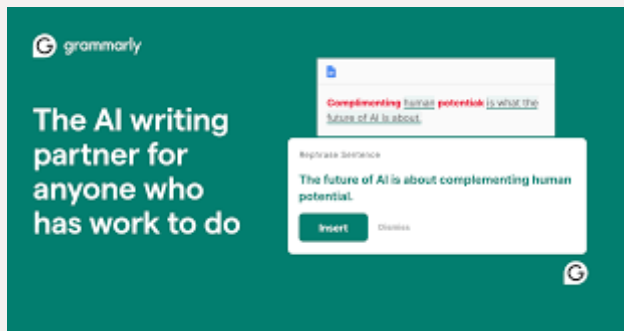 grammarly
The AI writing
partner for
anyone who
has work to do
Complimenting human potential is what the
future of AI is about.
Rephrase Sentence
The future of AI is about complementing human
potential.
Insert
Dismiss